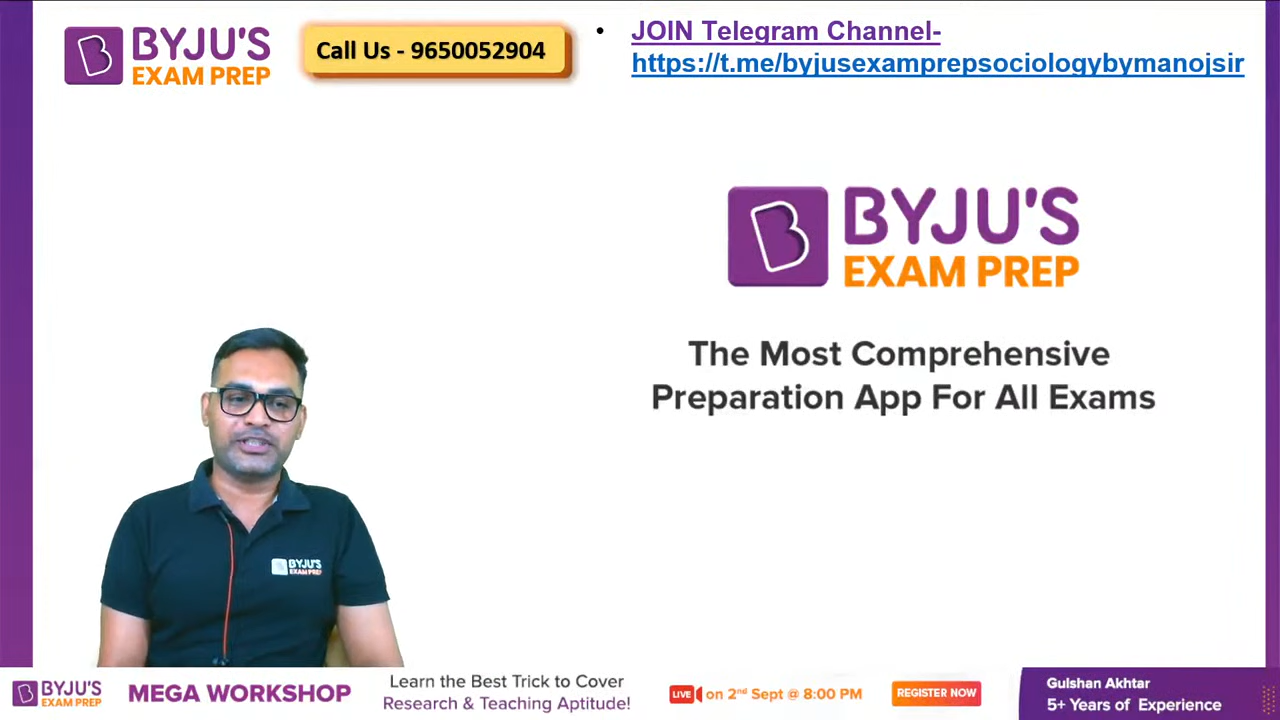 BYJU'S
EXAM PREP
Call Us - 9650052904
• JOIN Telegram Channel-
https://t.me/byjusexamprepsociologybymanojsir
BYJU'S
EXAM PREP
The Most Comprehensive
Preparation App For All Exams
BYJU'S
EXAM PREP
BYJU'S
EXAM PREP
MEGA WORKSHOP
Learn the Best Trick to Cover
Research & Teaching Aptitude!
LIVE on 2nd Sept @ 8:00 PM
REGISTER NOW
Gulshan Akhtar
5+ Years of Experience